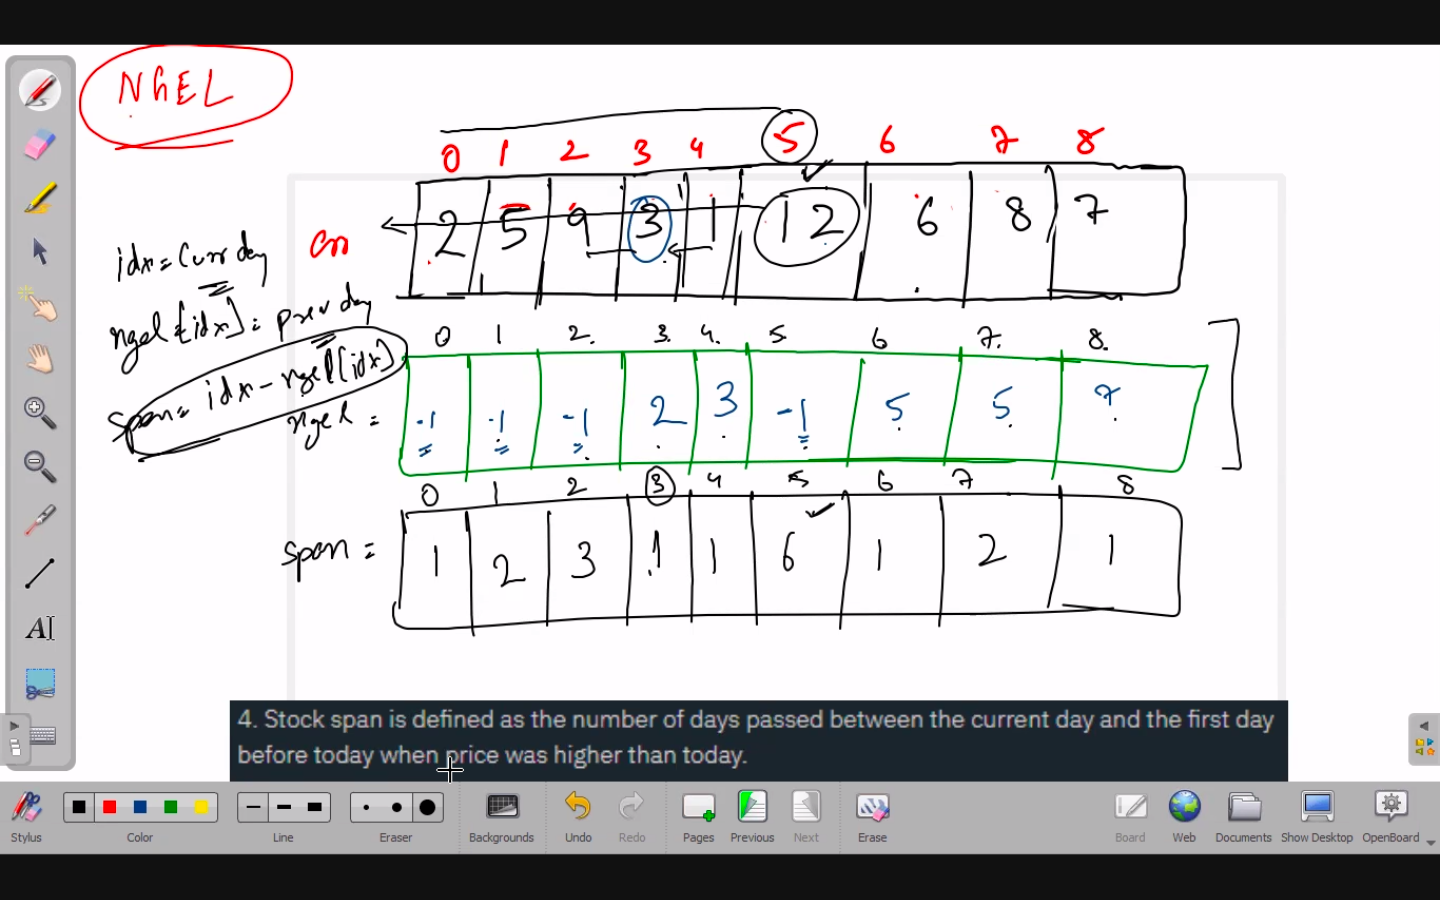 NGEL
0 1 2 3 4 5 6 7 8
2 5 9 3 1 12 6 8 7
idx = Curr day
ngel[idx] = prev day
span = idx - ngel[idx]
0 1 2. 3. 4. 5. 6 7. 8.
ngel = -1 -1 -1 2 3 -1 5 5 7
0 1 2 3 4 5 6 7 8
span = 1 2 3 1 1 6 1 2 1
4. Stock span is defined as the number of days passed between the current day and the first day
before today when price was higher than today.
AI
Stylus Color Line Eraser Backgrounds Undo Redo Pages Previous Next Erase Board Web Documents Show Desktop OpenBoard